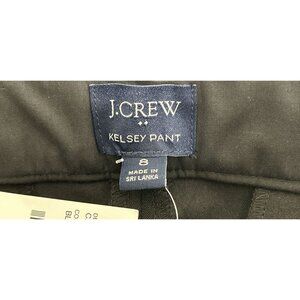 J.CREW
KELSEY PANT
8
MADE IN
SRI LANKA